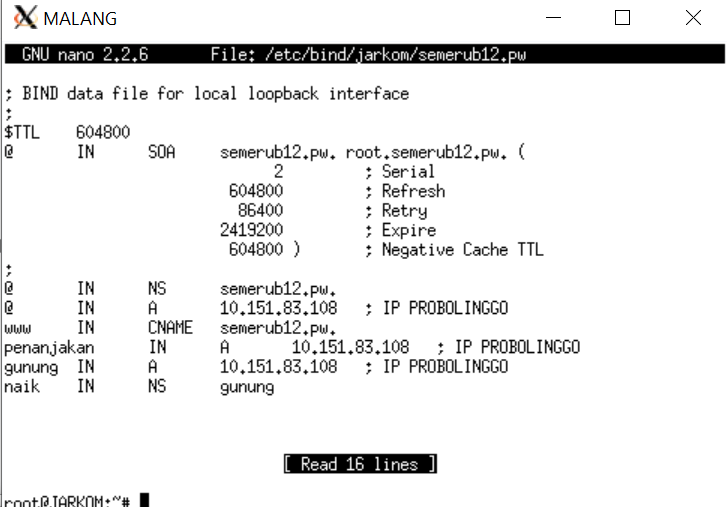 MALANG
GNU nano 2.2.6 File: /etc/bind/jarkom/semerub12.pw
; BIND data file for local loopback interface
;
$TTL 604800
@ IN SOA semerub12.pw. root.semerub12.pw. (
2 ; Serial
604800 ; Refresh
86400 ; Retry
2419200 ; Expire
604800 ) ; Negative Cache TTL
;
@ IN NS semerub12.pw.
@ IN A 10.151.83.108 ; IP PROBOLINGGO
www IN CNAME semerub12.pw.
penanjakan IN A 10.151.83.108 ; IP PROBOLINGGO
gunung IN A 10.151.83.108 ; IP PROBOLINGGO
naik IN NS gunung
[ Read 16 lines ]
root@JARKOM:~#